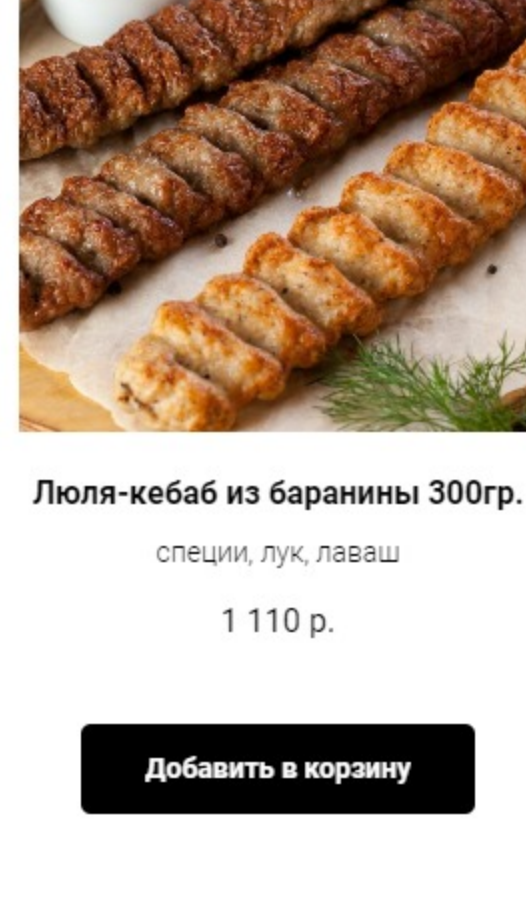 Люля-кебаб из баранины 300гр.
специи, лук, лаваш
1 110 р.
Добавить в корзину